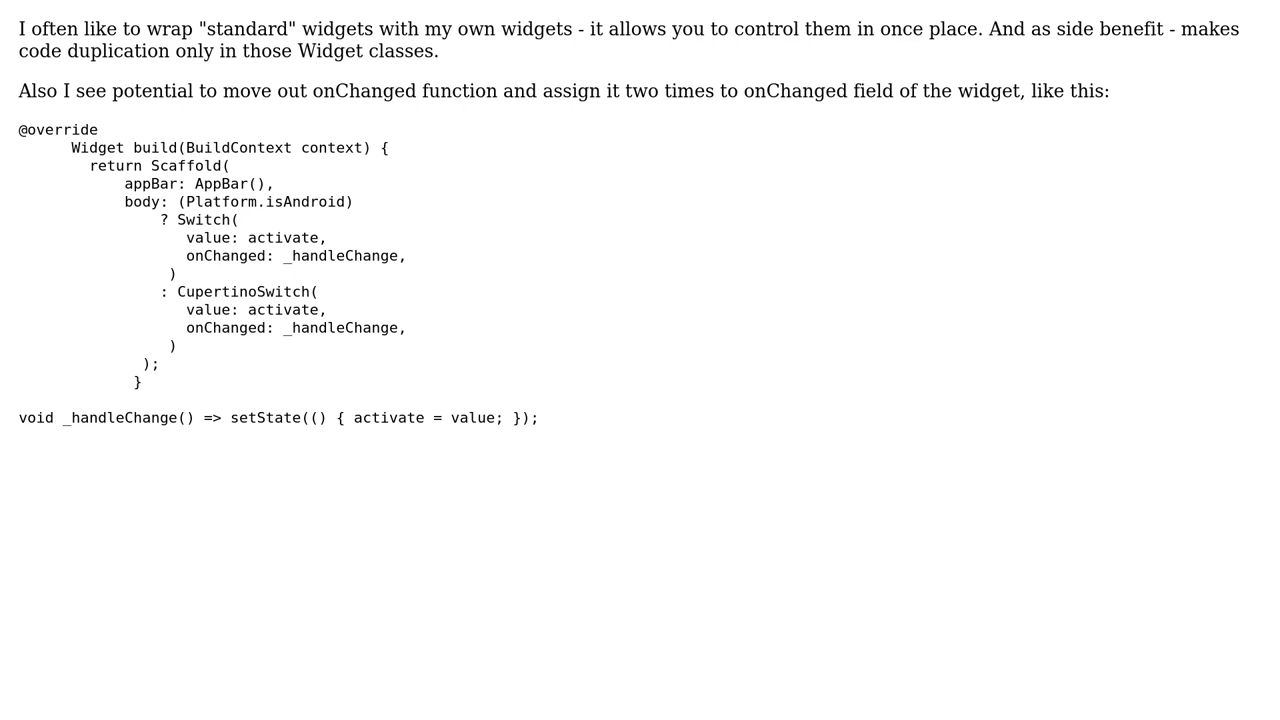 I often like to wrap "standard" widgets with my own widgets - it allows you to control them in once place. And as side benefit - makes
code duplication only in those Widget classes.
Also I see potential to move out onChanged function and assign it two times to onChanged field of the widget, like this:
@override
      Widget build(BuildContext context) {
        return Scaffold(
            appBar: AppBar(),
            body: (Platform.isAndroid)
                ? Switch(
                   value: activate,
                   onChanged: _handleChange,
                 )
                : CupertinoSwitch(
                   value: activate,
                   onChanged: _handleChange,
                 )
              );
             }
void _handleChange() => setState(() { activate = value; });